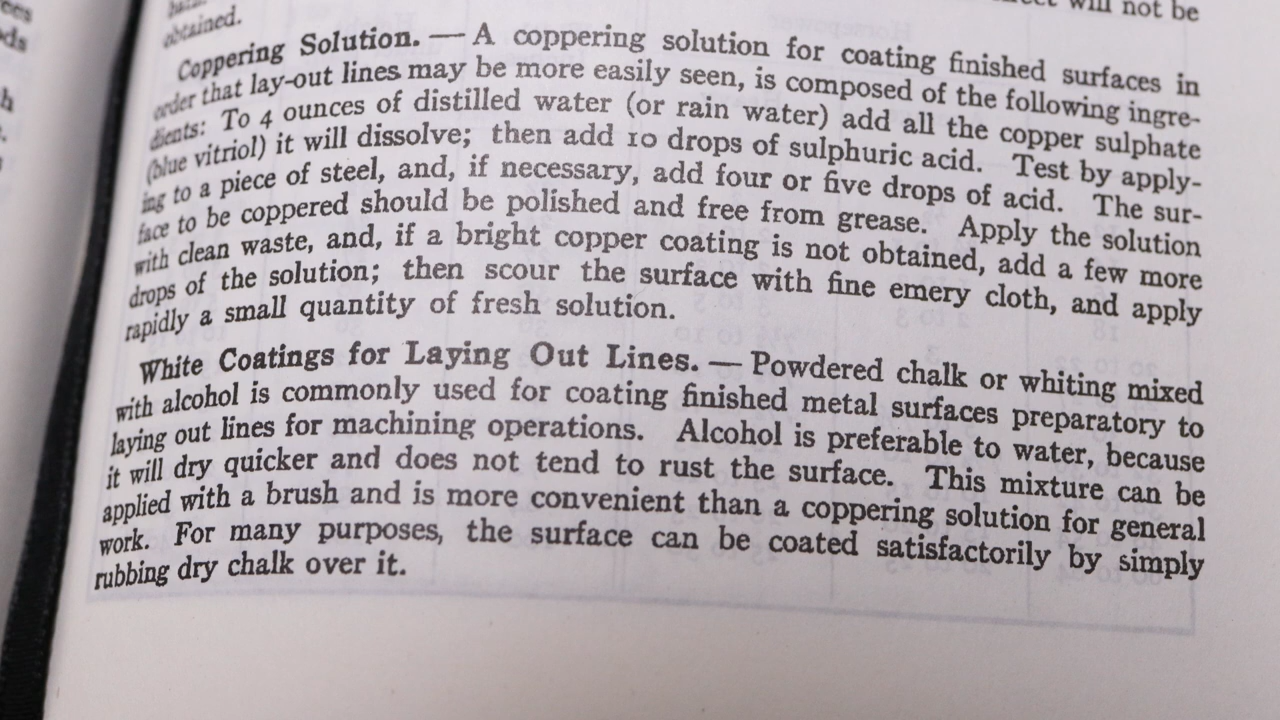 will not be
obtained.
Coppering Solution. — A coppering solution for coating finished surfaces in
order that lay-out lines may be more easily seen, is composed of the following ingre-
dients: To 4 ounces of distilled water (or rain water) add all the copper sulphate
(blue vitriol) it will dissolve; then add 10 drops of sulphuric acid. Test by apply-
ing to a piece of steel, and, if necessary, add four or five drops of acid. The sur-
face to be coppered should be polished and free from grease. Apply the solution
with clean waste, and, if a bright copper coating is not obtained, add a few more
drops of the solution; then scour the surface with fine emery cloth, and apply
rapidly a small quantity of fresh solution.
White Coatings for Laying Out Lines. — Powdered chalk or whiting mixed
with alcohol is commonly used for coating finished metal surfaces preparatory to
laying out lines for machining operations. Alcohol is preferable to water, because
it will dry quicker and does not tend to rust the surface. This mixture can be
applied with a brush and is more convenient than a coppering solution for general
work. For many purposes, the surface can be coated satisfactorily by simply
rubbing dry chalk over it.